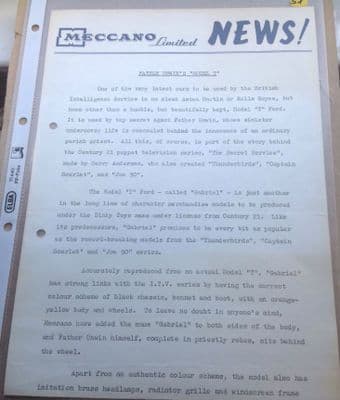 54
MECCANO Limited NEWS!
FATHER UNWIN'S "MODEL T"
One of the very latest cars to be used by the British
Intelligence Service is no sleek Aston Martin or Rolls Royce, but
none other than a humble, but beautifully kept, Model "T" Ford.
It is used by top secret agent Father Unwin, whose sinister
undercover life is concealed behind the innocence of an ordinary
parish priest. All this, of course, is part of the story behind
the Century 21 puppet television series, "The Secret Service",
made by Gerry Anderson, who also created "Thunderbirds", "Captain
Scarlet", and "Joe 90".
The Model "T" Ford - called "Gabriel" - is just another
in the long line of character merchandise models to be produced
under the Dinky Toys name under licence from Century 21. Like
its predecessors, "Gabriel" promises to be every bit as popular
as the record-breaking models from the "Thunderbirds", "Captain
Scarlet" and "Joe 90" series.
Accurately reproduced from an actual Model "T", "Gabriel"
has strong links with the I.T.V. series by having the correct
colour scheme of black chassis, bonnet and boot, with an orange-
yellow body and wheels. To leave no doubt in anyone's mind,
Meccano have added the name "Gabriel" to both sides of the body,
and Father Unwin himself, complete in priestly robes, sits behind
the wheel.
Apart from an authentic colour scheme, the model also has
imitation brass headlamps, radiator grille and windscreen frame
ELBA